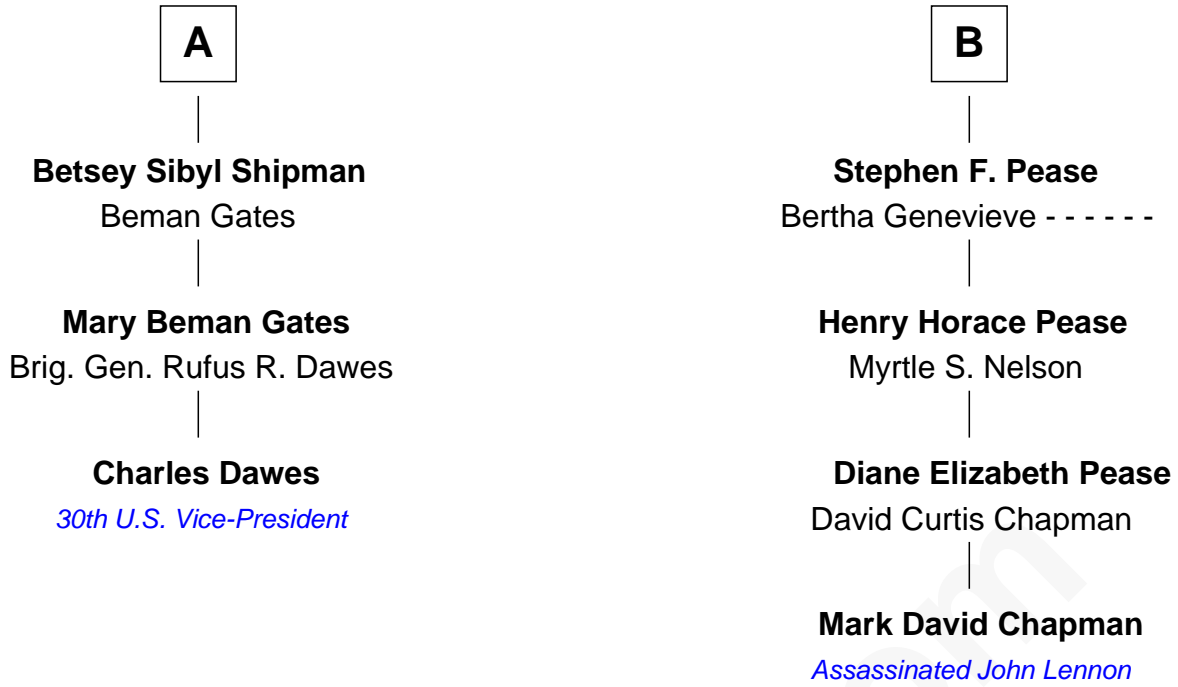 A
Betsey Sibyl Shipman
Beman Gates
Mary Beman Gates
Brig. Gen. Rufus R. Dawes
Charles Dawes
30th U.S. Vice-President
B
Stephen F. Pease
Bertha Genevieve - - - - - -
Henry Horace Pease
Myrtle S. Nelson
Diane Elizabeth Pease
David Curtis Chapman
Mark David Chapman
Assassinated John Lennon